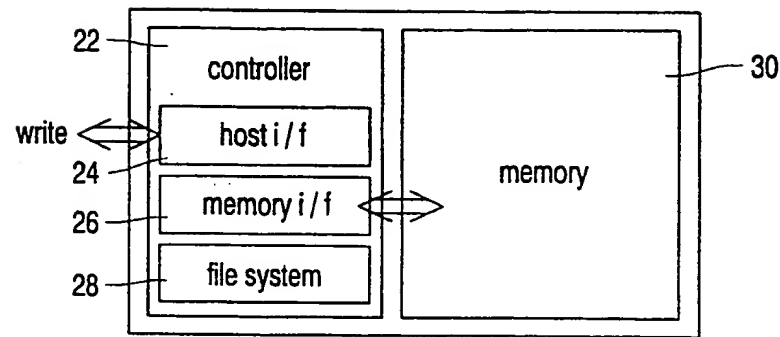 22
controller
30
write
host i / f
24
memory
memory i / f
26
file system
28